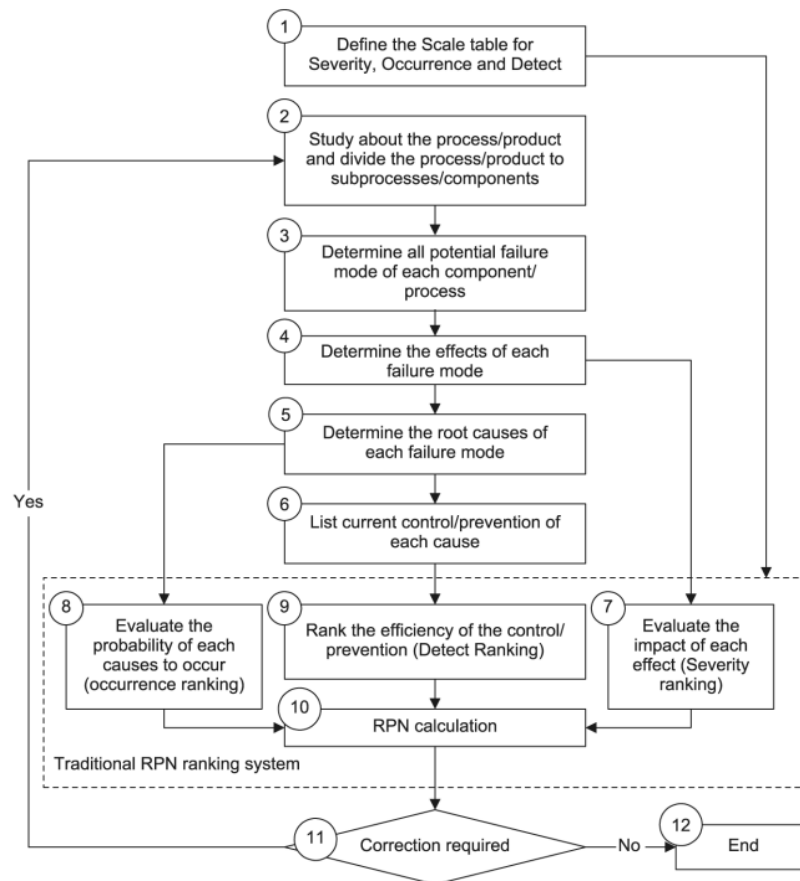 1
Define the Scale table for
Severity, Occurrence and Detect
2
Study about the process/product
and divide the process/product to
subprocesses/components
3
Determine all potential failure
mode of each component/
process
4
Determine the effects of each
failure mode
5
Determine the root causes of
each failure mode
Yes
6
List current control/prevention of
each cause
8
Evaluate the
probability of each
causes to occur
(occurrence ranking)
9
Rank the efficiency of the control/
prevention (Detect Ranking)
7
Evaluate the
impact of each
effect (Severity
ranking)
10
RPN calculation
Traditional RPN ranking system
11
Correction required
No
12
End